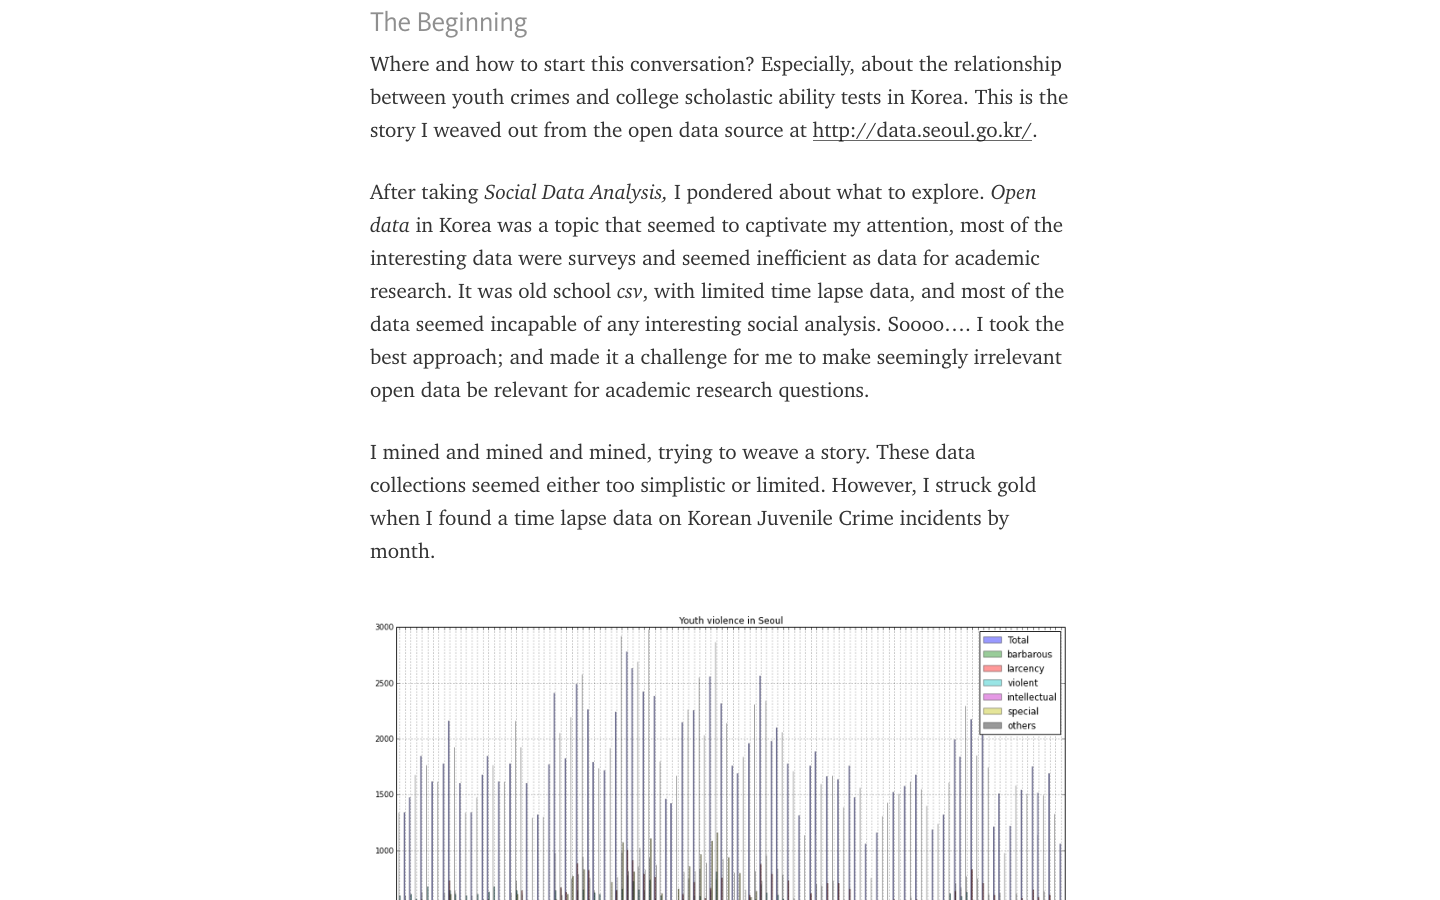 The Beginning
Where and how to start this conversation? Especially, about the relationship
between youth crimes and college scholastic ability tests in Korea. This is the
story I weaved out from the open data source at http://data.seoul.go.kr/.
After taking Social Data Analysis, I pondered about what to explore. Open
data in Korea was a topic that seemed to captivate my attention, most of the
interesting data were surveys and seemed inefficient as data for academic
research. It was old school csv, with limited time lapse data, and most of the
data seemed incapable of any interesting social analysis. Soooo…. I took the
best approach; and made it a challenge for me to make seemingly irrelevant
open data be relevant for academic research questions.
I mined and mined and mined, trying to weave a story. These data
collections seemed either too simplistic or limited. However, I struck gold
when I found a time lapse data on Korean Juvenile Crime incidents by
month.
Youth violence in Seoul
3000
2500
2000
1500
1000
Total
barbarous
larcency
violent
intellectual
special
others